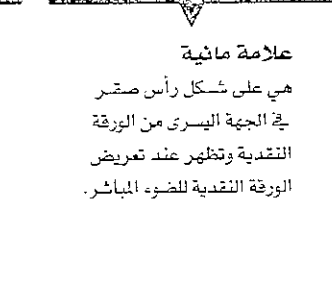 علامة مائية
هي على شكل رأس صقر
في الجهة اليسرى من الورقة
النقدية وتظهر عند تعريض
الورقة النقدية للضوء المباشر.